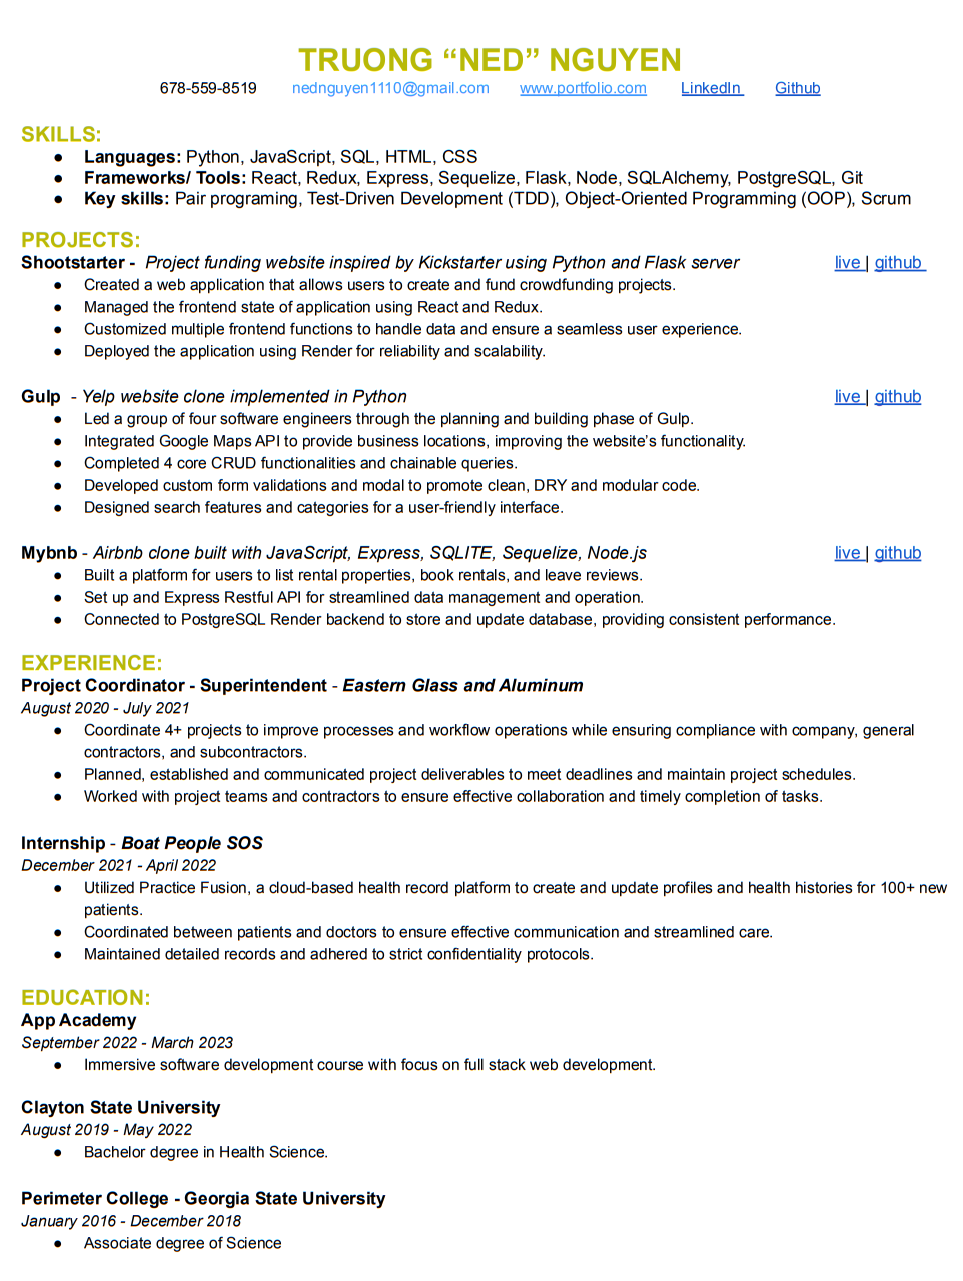 TRUONG “NED” NGUYEN
678-559-8519 nednguyen1110@gmail.com www.portfolio.com LinkedIn Github
SKILLS:
● Languages: Python, JavaScript, SQL, HTML, CSS
● Frameworks/ Tools: React, Redux, Express, Sequelize, Flask, Node, SQLAlchemy, PostgreSQL, Git
● Key skills: Pair programing, Test-Driven Development (TDD), Object-Oriented Programming (OOP), Scrum
PROJECTS:
Shootstarter - Project funding website inspired by Kickstarter using Python and Flask server live | github
● Created a web application that allows users to create and fund crowdfunding projects.
● Managed the frontend state of application using React and Redux.
● Customized multiple frontend functions to handle data and ensure a seamless user experience.
● Deployed the application using Render for reliability and scalability.
Gulp - Yelp website clone implemented in Python live | github
● Led a group of four software engineers through the planning and building phase of Gulp.
● Integrated Google Maps API to provide business locations, improving the website’s functionality.
● Completed 4 core CRUD functionalities and chainable queries.
● Developed custom form validations and modal to promote clean, DRY and modular code.
● Designed search features and categories for a user-friendly interface.
Mybnb - Airbnb clone built with JavaScript, Express, SQLITE, Sequelize, Node.js live | github
● Built a platform for users to list rental properties, book rentals, and leave reviews.
● Set up and Express Restful API for streamlined data management and operation.
● Connected to PostgreSQL Render backend to store and update database, providing consistent performance.
EXPERIENCE:
Project Coordinator - Superintendent - Eastern Glass and Aluminum
August 2020 - July 2021
● Coordinate 4+ projects to improve processes and workflow operations while ensuring compliance with company, general
contractors, and subcontractors.
● Planned, established and communicated project deliverables to meet deadlines and maintain project schedules.
● Worked with project teams and contractors to ensure effective collaboration and timely completion of tasks.
Internship - Boat People SOS
December 2021 - April 2022
● Utilized Practice Fusion, a cloud-based health record platform to create and update profiles and health histories for 100+ new
patients.
● Coordinated between patients and doctors to ensure effective communication and streamlined care.
● Maintained detailed records and adhered to strict confidentiality protocols.
EDUCATION:
App Academy
September 2022 - March 2023
● Immersive software development course with focus on full stack web development.
Clayton State University
August 2019 - May 2022
● Bachelor degree in Health Science.
Perimeter College - Georgia State University
January 2016 - December 2018
● Associate degree of Science